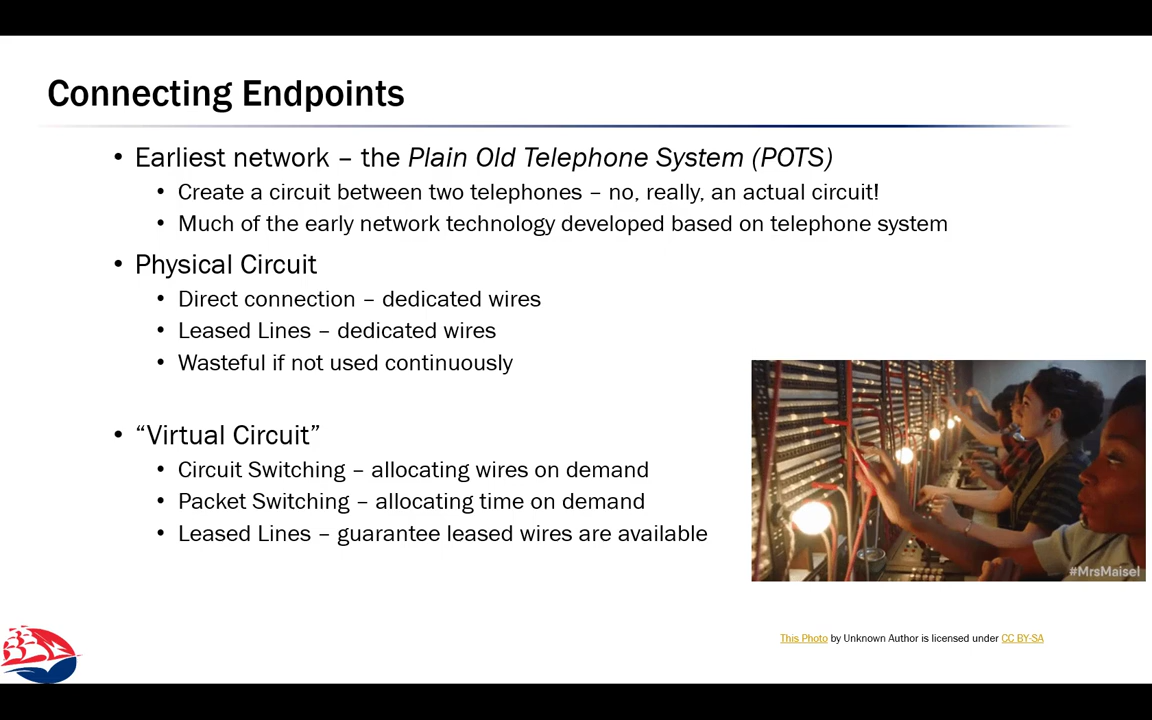 Connecting Endpoints
• Earliest network – the Plain Old Telephone System (POTS)
• Create a circuit between two telephones – no, really, an actual circuit!
• Much of the early network technology developed based on telephone system
• Physical Circuit
• Direct connection – dedicated wires
• Leased Lines – dedicated wires
• Wasteful if not used continuously
• “Virtual Circuit”
• Circuit Switching – allocating wires on demand
• Packet Switching – allocating time on demand
• Leased Lines – guarantee leased wires are available
#MrsMaisel
This Photo by Unknown Author is licensed under CC BY-SA